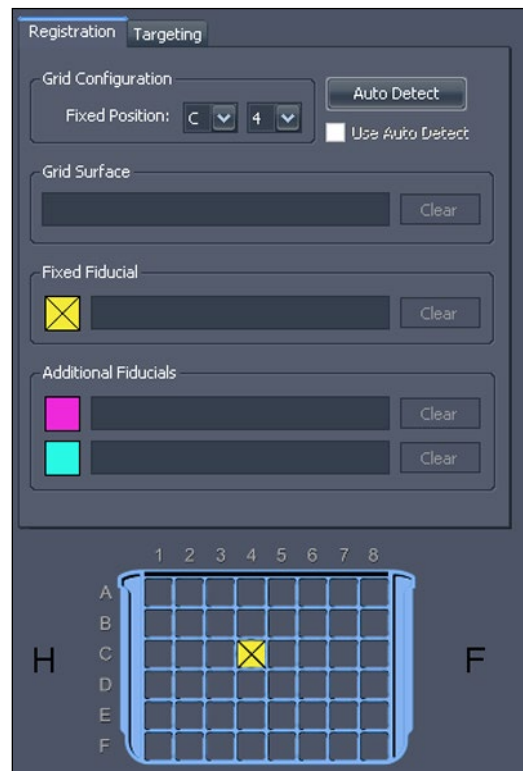 Registration Targeting
Grid Configuration
Fixed Position: C 4
Auto Detect
Use Auto Detect
Grid Surface
Clear
Fixed Fiducial
Clear
Additional Fiducials
Clear
Clear
1 2 3 4 5 6 7 8
A
B
H C F
D
E
F